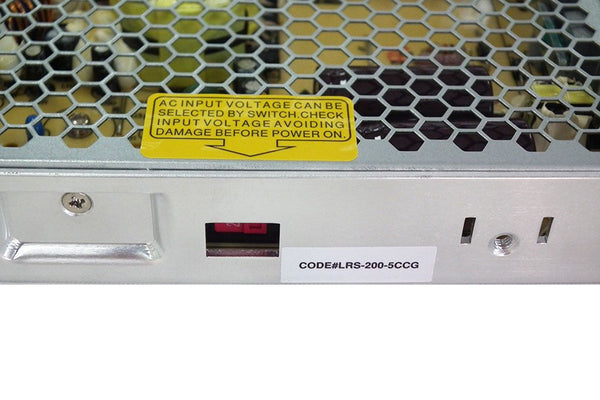 AC INPUT VOLTAGE CAN BE
SELECTED BY SWITCH.CHECK
INPUT VOLTAGE AVOIDING
DAMAGE BEFORE POWER ON.
CODE#LRS-200-5CCG